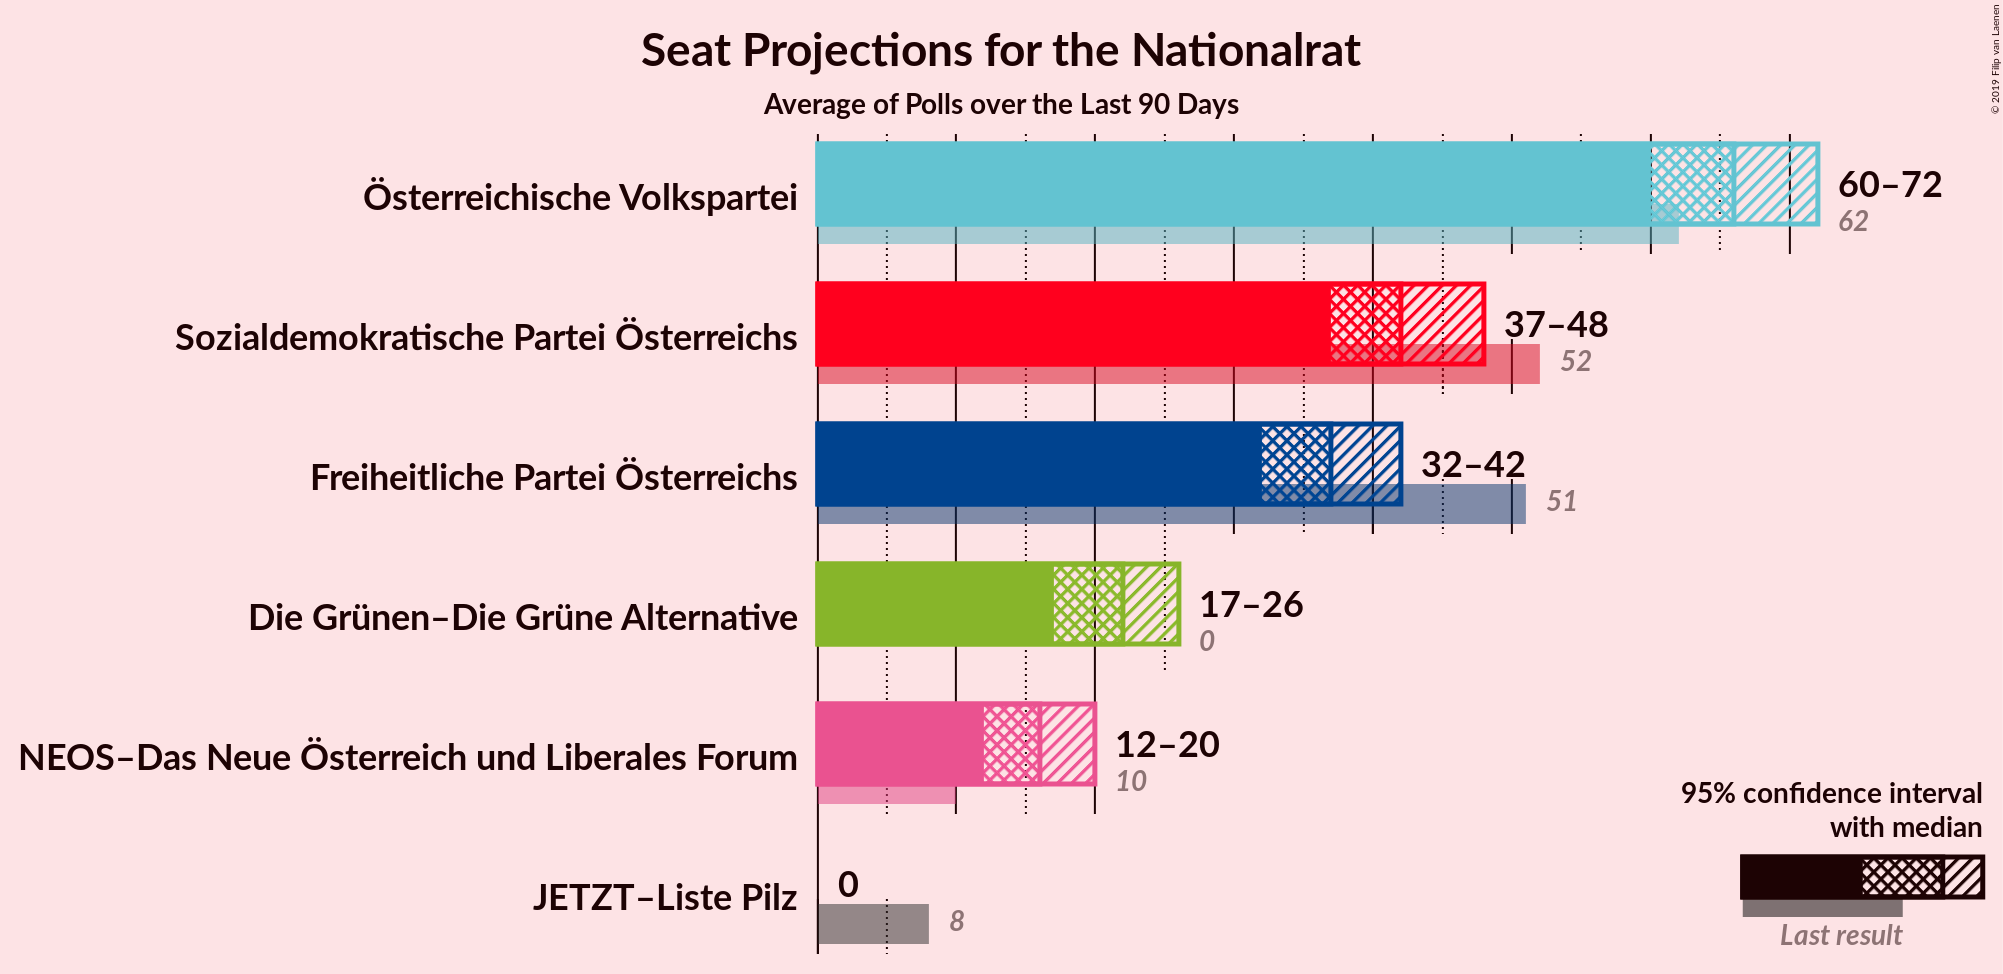 Seat Projections for the Nationalrat
Average of Polls over the Last 90 Days
© 2019 Filip van Laenen
Österreichische Volkspartei
60–72
62
Sozialdemokratische Partei Österreichs
37–48
52
Freiheitliche Partei Österreichs
32–42
51
Die Grünen–Die Grüne Alternative
17–26
0
NEOS–Das Neue Österreich und Liberales Forum
12–20
10
JETZT–Liste Pilz
0
8
95% confidence interval
with median
Last result